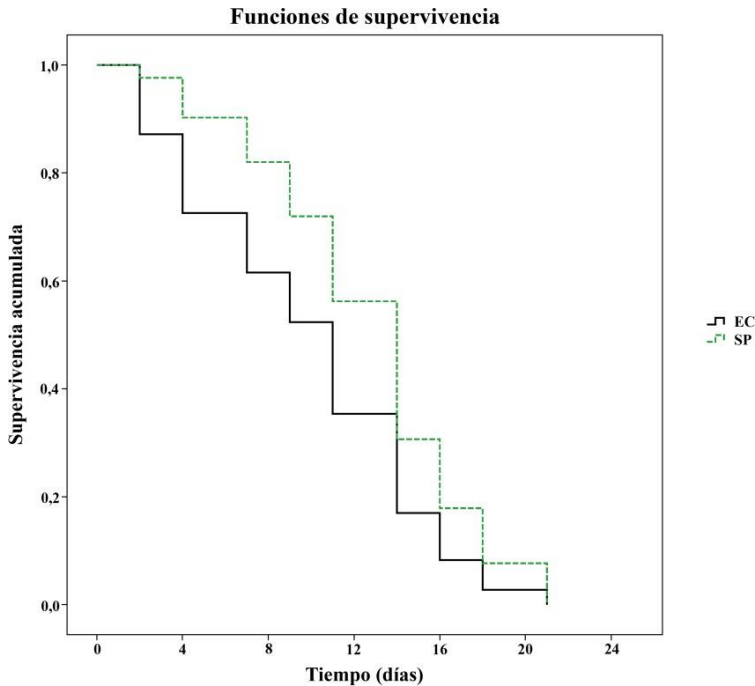 Funciones de supervivencia
1,0
0,8
0,6
0,4
0,2
0,0
Supervivencia acumulada
0 4 8 12 16 20 24
Tiempo (días)
EC
SP